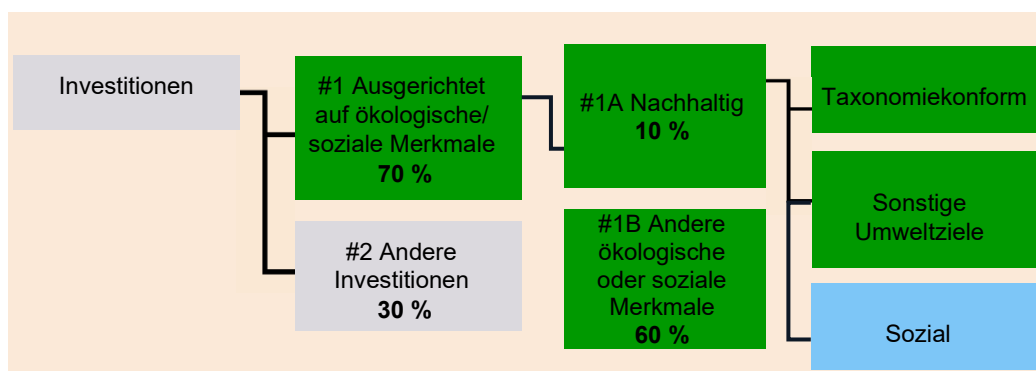 Investitionen
#1 Ausgerichtet
auf ökologische/
soziale Merkmale
70 %
#2 Andere
Investitionen
30 %
#1A Nachhaltig
10 %
#1B Andere
ökologische
oder soziale
Merkmale
60 %
Taxonomiekonform
Sonstige
Umweltziele
Sozial